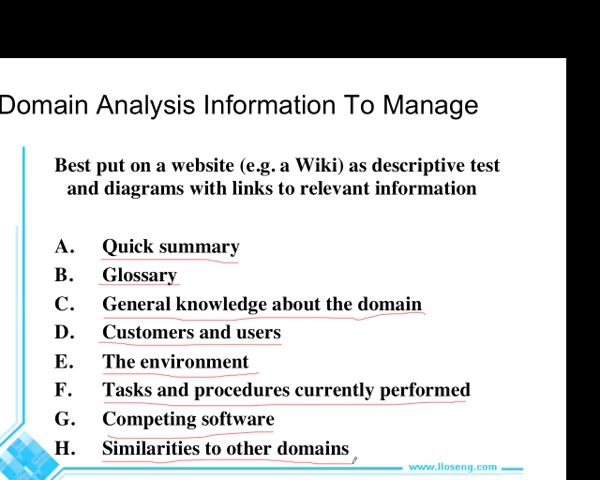 Domain Analysis Information To Manage
Best put on a website (e.g. a Wiki) as descriptive test
and diagrams with links to relevant information
A. Quick summary
B. Glossary
C. General knowledge about the domain
D. Customers and users
E. The environment
F. Tasks and procedures currently performed
G. Competing software
H. Similarities to other domains
www.lloseng.com